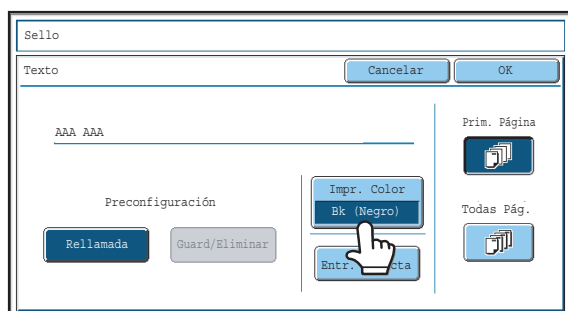 Sello
Texto
Cancelar
OK
AAA AAA
Prim. Página
Preconfiguración
Impr. Color
Bk (Negro)
Todas Pág.
Rellamada
Guard/Eliminar
Entr.